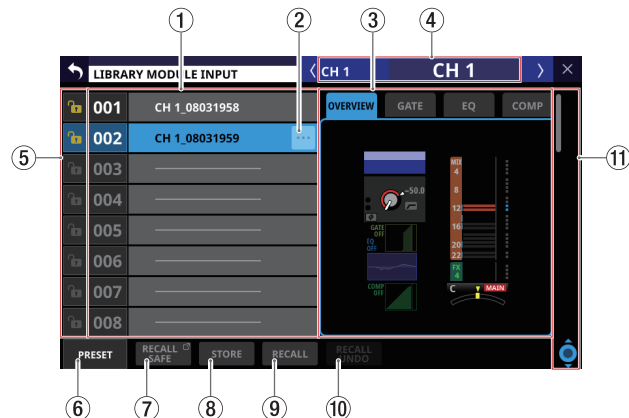 ① ② ③ ④
LIBRARY MODULE INPUT
CH 1 CH 1
001 CH 1_08031958
002 CH 1_08031959
003
004
005
006
007
008
OVERVIEW GATE EQ COMP
-50.0
GATE
OFF
EQ
OFF
COMP
OFF
MIX
4
8
12
16
20
22
FX
4
C MAIN
⑤ ⑪
PRESET RECALL SAFE STORE RECALL RECALL UNDO
⑥ ⑦ ⑧ ⑨ ⑩